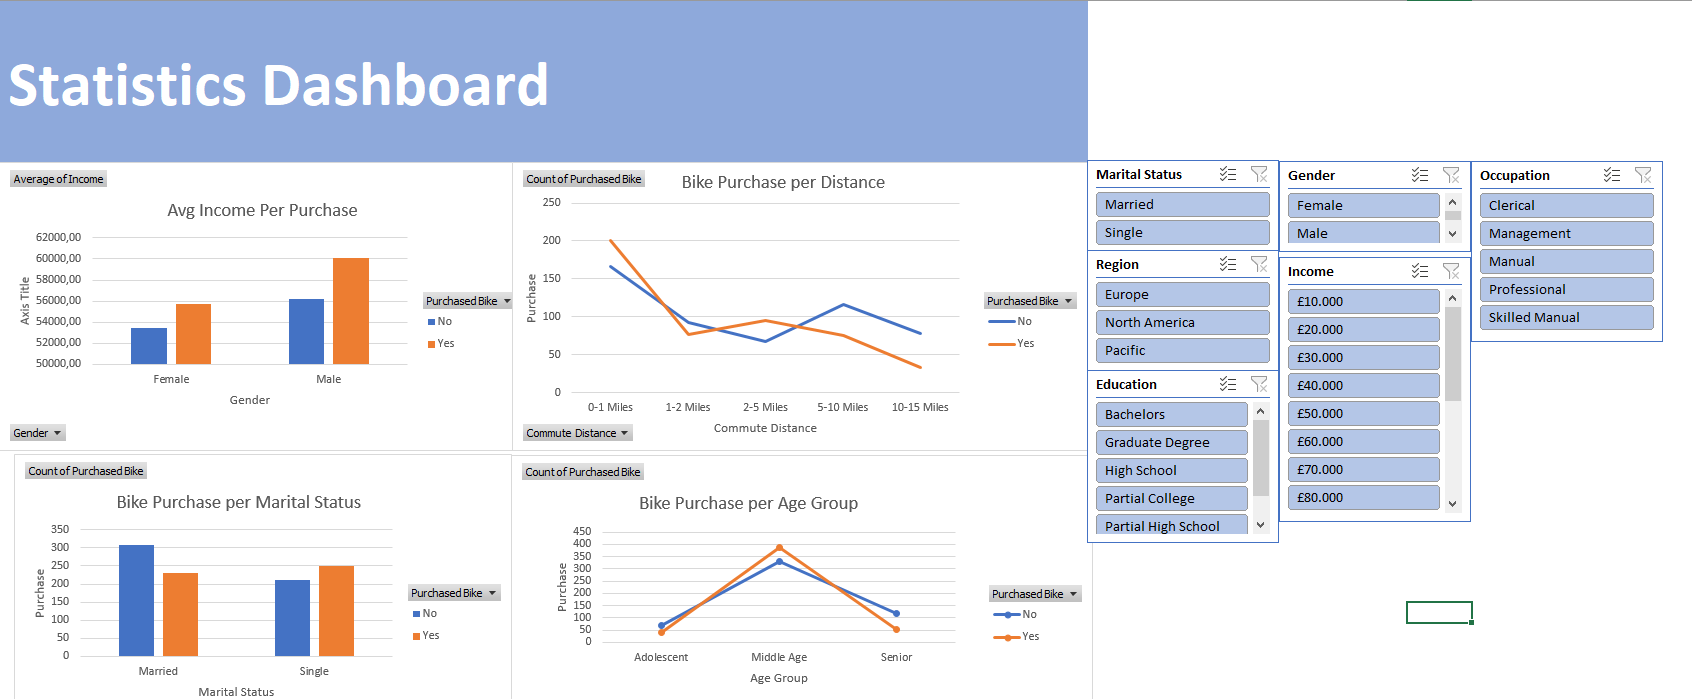 Statistics Dashboard
Average of Income
Avg Income Per Purchase
62000,00
60000,00
58000,00
56000,00
54000,00
52000,00
50000,00
Axis Title
Female
Male
Gender
Purchased Bike
No
Yes
Gender
Count of Purchased Bike
Bike Purchase per Distance
250
200
150
100
50
0
Purchase
0-1 Miles
1-2 Miles
2-5 Miles
5-10 Miles
10-15 Miles
Commute Distance
Purchased Bike
No
Yes
Commute Distance
Count of Purchased Bike
Bike Purchase per Marital Status
350
300
250
200
150
100
50
0
Purchase
Married
Single
Marital Status
Purchased Bike
No
Yes
Count of Purchased Bike
Bike Purchase per Age Group
450
400
350
300
250
200
150
100
50
0
Purchase
Adolescent
Middle Age
Senior
Age Group
Purchased Bike
No
Yes
Marital Status
Married
Single
Region
Europe
North America
Pacific
Education
Bachelors
Graduate Degree
High School
Partial College
Partial High School
Gender
Female
Male
Income
£10.000
£20.000
£30.000
£40.000
£50.000
£60.000
£70.000
£80.000
Occupation
Clerical
Management
Manual
Professional
Skilled Manual